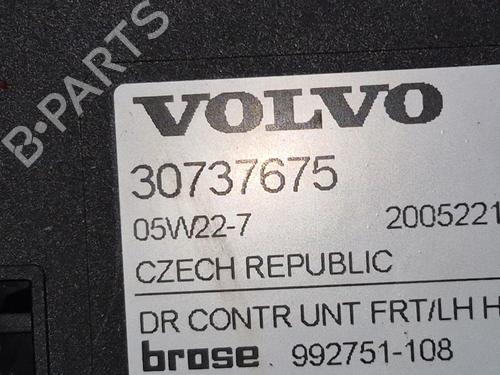 B-PARTS
VOLVO
30737675
05W22-7 2005221
CZECH REPUBLIC
DR CONTR UNT FRT/LH H
brose 992751-108